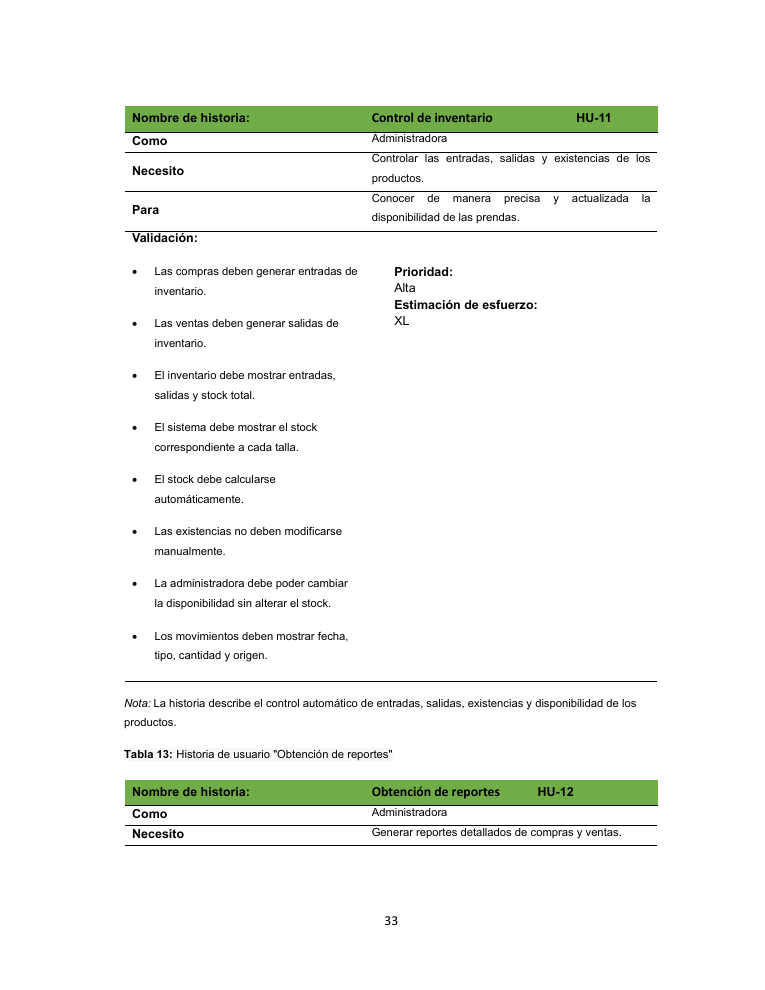 Nombre de historia: Control de inventario HU-11
Como Administradora
Necesito Controlar las entradas, salidas y existencias de los
productos.
Para Conocer de manera precisa y actualizada la
disponibilidad de las prendas.
Validación:
• Las compras deben generar entradas de
inventario.
• Las ventas deben generar salidas de
inventario.
• El inventario debe mostrar entradas,
salidas y stock total.
• El sistema debe mostrar el stock
correspondiente a cada talla.
• El stock debe calcularse
automáticamente.
• Las existencias no deben modificarse
manualmente.
• La administradora debe poder cambiar
la disponibilidad sin alterar el stock.
• Los movimientos deben mostrar fecha,
tipo, cantidad y origen.
Prioridad:
Alta
Estimación de esfuerzo:
XL
Nota: La historia describe el control automático de entradas, salidas, existencias y disponibilidad de los
productos.
Tabla 13: Historia de usuario "Obtención de reportes"
Nombre de historia: Obtención de reportes HU-12
Como Administradora
Necesito Generar reportes detallados de compras y ventas.
33